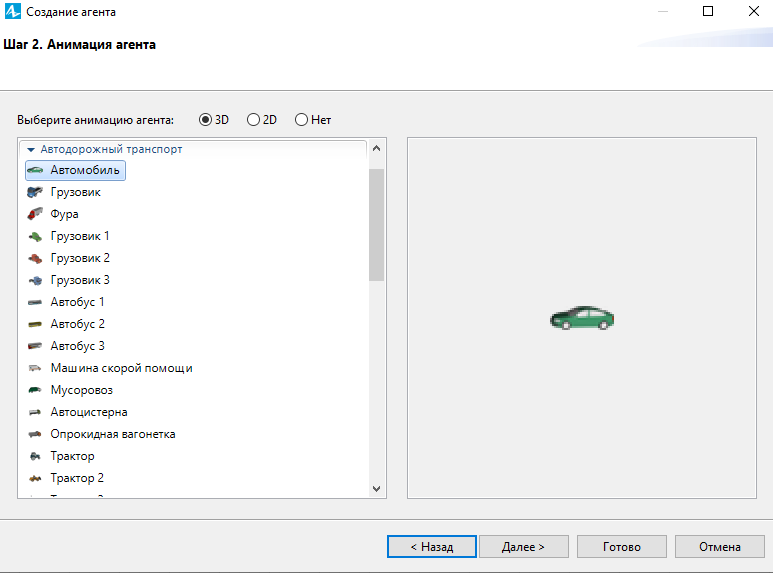 Создание агента
Шаг 2. Анимация агента
Выберите анимацию агента: 3D 2D Нет
Автодорожный транспорт
Автомобиль
Грузовик
Фура
Грузовик 1
Грузовик 2
Грузовик 3
Автобус 1
Автобус 2
Автобус 3
Машина скорой помощи
Мусоровоз
Автоцистерна
Опрокидная вагонетка
Трактор
Трактор 2
< Назад Далее > Готово Отмена